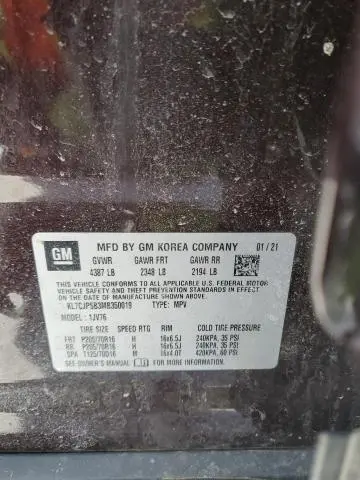 GM
MFD BY GM KOREA COMPANY 01/21
GVWR GAWR FRT GAWR RR
4387 LB 2348 LB 2194 LB
THIS VEHICLE CONFORMS TO ALL APPLICABLE U.S. FEDERAL MOTOR
VEHICLE SAFETY, BUMPER, AND THEFT PREVENTION STANDARDS IN
EFFECT ON THE DATE OF MANUFACTURE SHOWN ABOVE.
KL7CJPSB3MB350019 TYPE: MPV
MODEL: 1JV76
TIRE SIZE SPEED RTG RIM COLD TIRE PRESSURE
FRT P205/70R16 H 16x6.5J 240KPA, 35 PSI
RR P205/70R16 H 16x6.5J 240KPA, 35 PSI
SPA T125/70D16 M 16x4.0T 420KPA, 60 PSI
SEE OWNER'S MANUAL FOR MORE INFORMATION